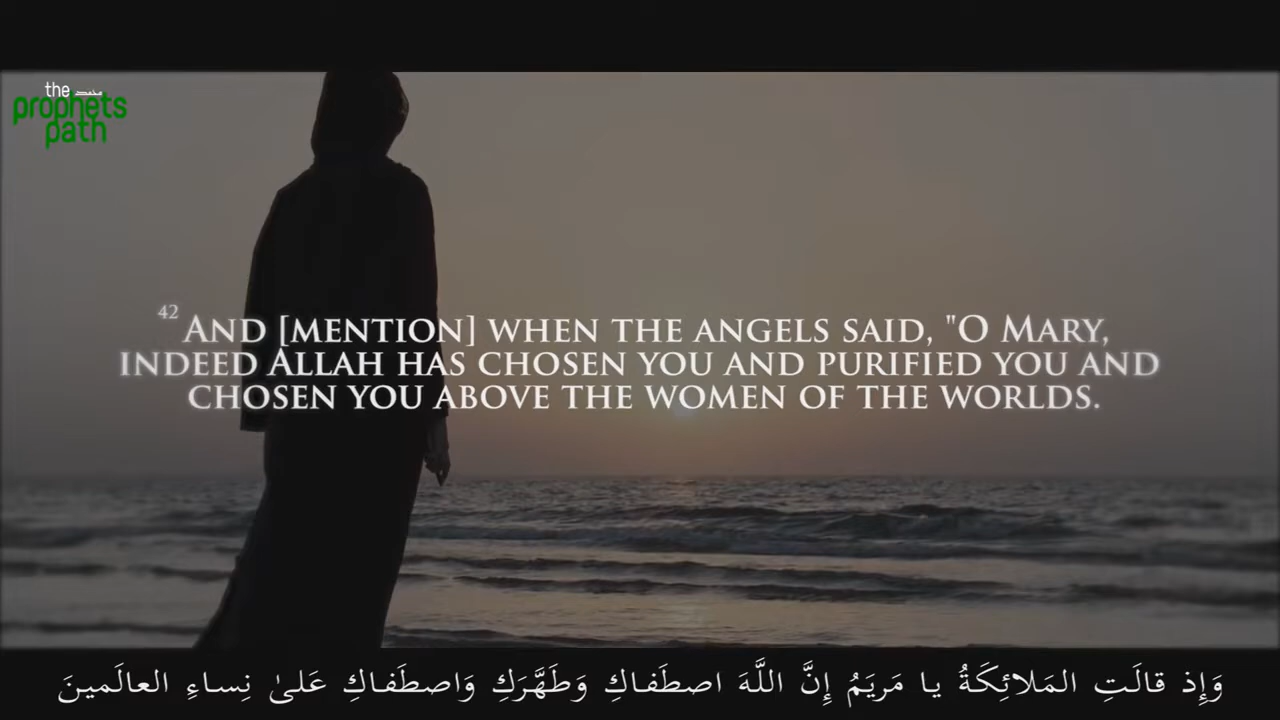 the محمد
prophets
path
42 And [mention] when the angels said, "O Mary,
indeed Allah has chosen you and purified you and
chosen you above the women of the worlds.
وَإِذ قالَتِ المَلائِكَةُ يا مَريَمُ إِنَّ اللَّهَ اصطَفاكِ وَطَهَّرَكِ وَاصطَفاكِ عَلىٰ نِساءِ العالَمينَ